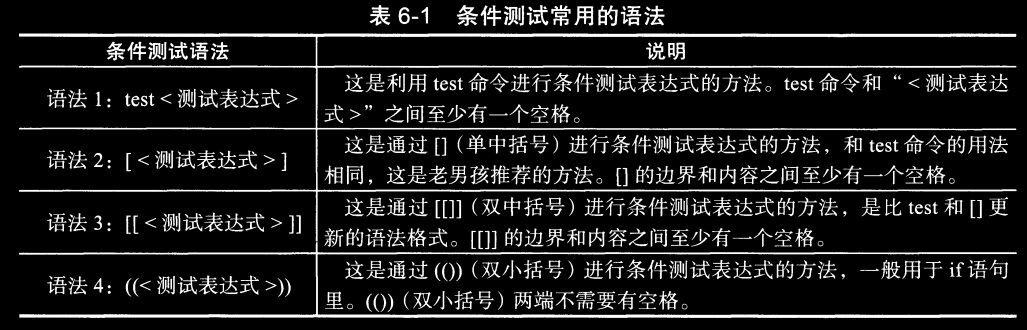 表 6-1 条件测试常用的语法
条件测试语法 说明
语法 1：test < 测试表达式 >
这是利用 test 命令进行条件测试表达式的方法。test 命令和“ < 测试表达
式 >”之间至少有一个空格。
语法 2：[ < 测试表达式 > ]
这是通过 []（单中括号）进行条件测试表达式的方法，和 test 命令的用法
相同，这是老男孩推荐的方法。[] 的边界和内容之间至少有一个空格。
语法 3：[[ < 测试表达式 > ]]
这是通过 [[]]（双中括号）进行条件测试表达式的方法，是比 test 和 [] 更
新的语法格式。[[]] 的边界和内容之间至少有一个空格。
语法 4：((< 测试表达式 >))
这是通过 (())（双小括号）进行条件测试表达式的方法，一般用于 if 语句
里。(())（双小括号）两端不需要有空格。